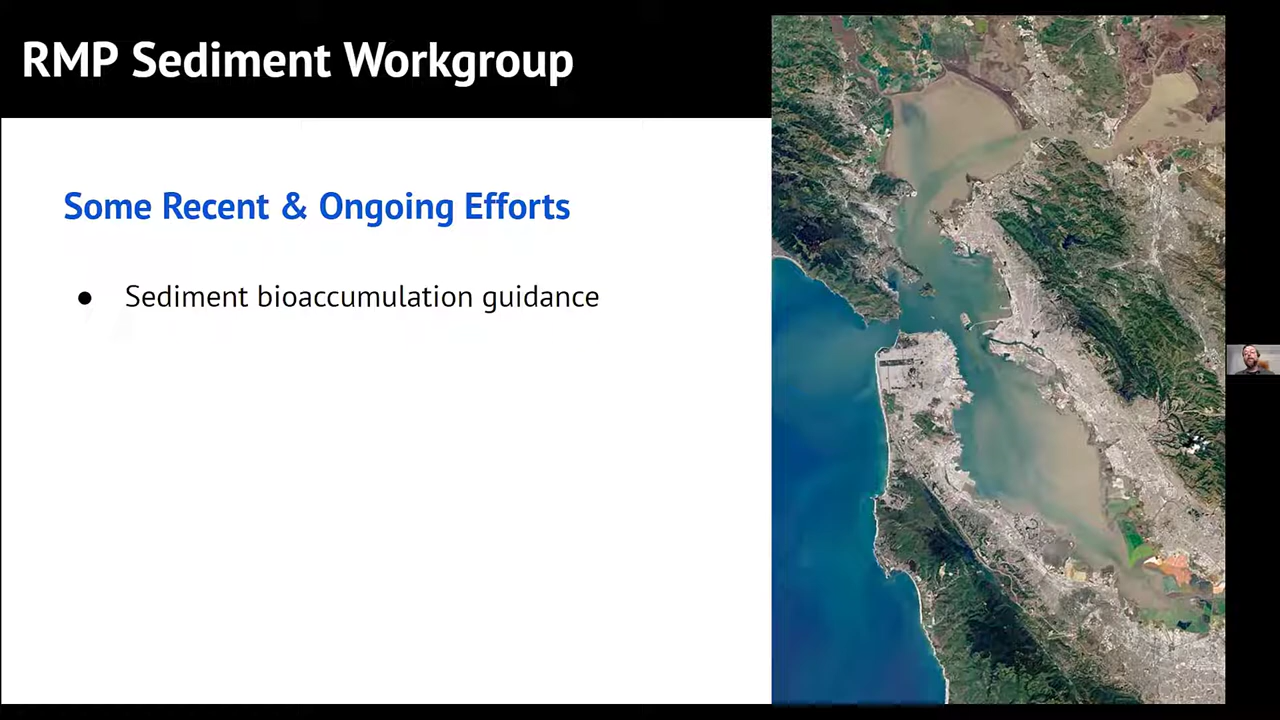 RMP Sediment Workgroup
Some Recent & Ongoing Efforts
● Sediment bioaccumulation guidance